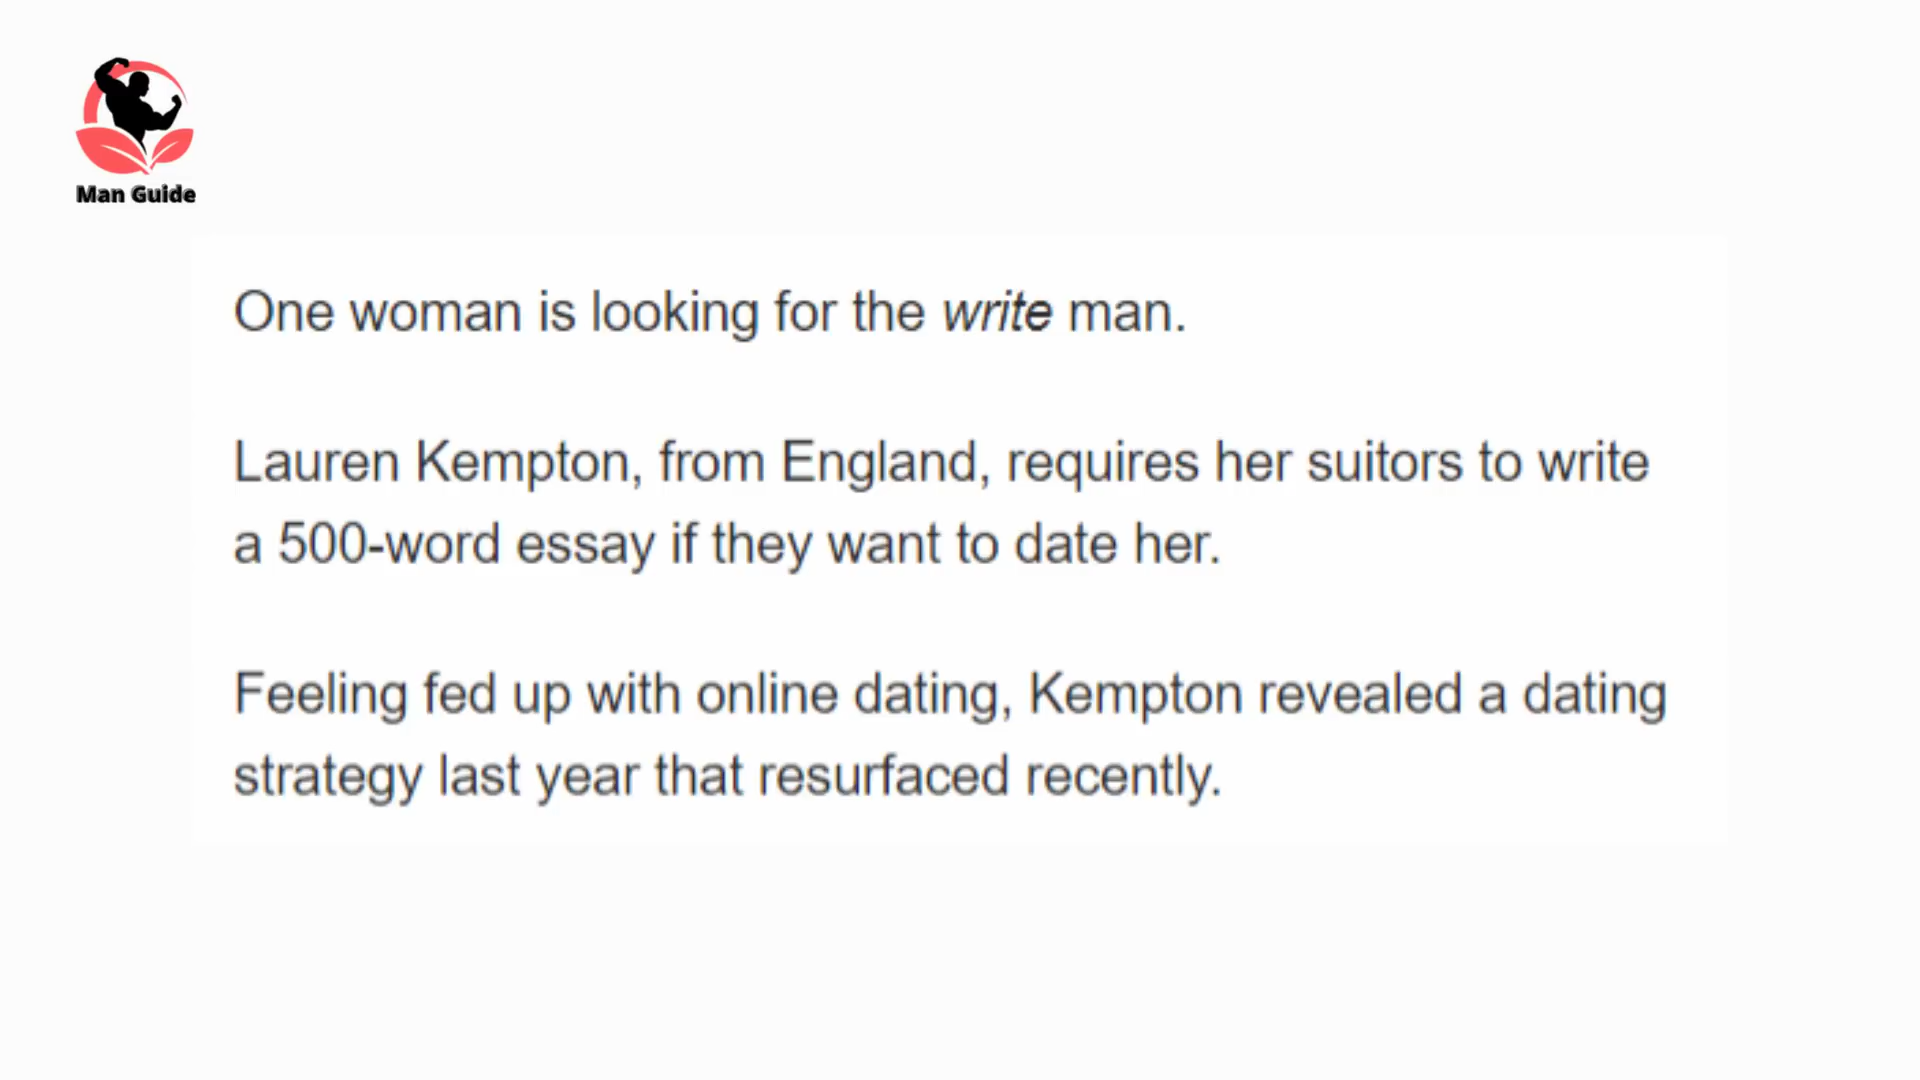 Man Guide
One woman is looking for the write man.
Lauren Kempton, from England, requires her suitors to write
a 500-word essay if they want to date her.
Feeling fed up with online dating, Kempton revealed a dating
strategy last year that resurfaced recently.